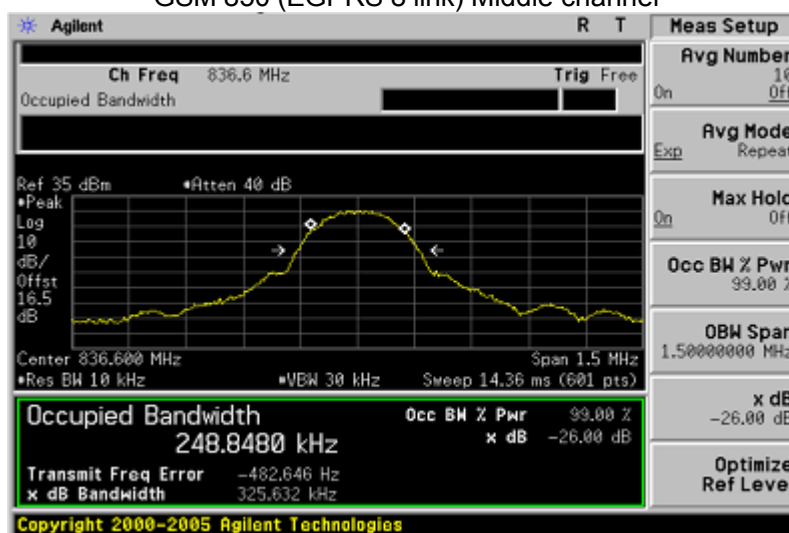 GSM 850 (EGPRS 8 link) Middle channel
Agilent R T
Ch Freq 836.6 MHz Trig Free
Occupied Bandwidth
Ref 35 dBm •Atten 40 dB
•Peak
Log
10
dB/
Offst
16.5
dB
Center 836.600 MHz Span 1.5 MHz
•Res BW 10 kHz •VBW 30 kHz Sweep 14.36 ms (601 pts)
Occupied Bandwidth Occ BW % Pwr 99.00 %
248.8480 kHz x dB -26.00 dB
Transmit Freq Error -482.646 Hz
x dB Bandwidth 325.632 kHz
Copyright 2000-2005 Agilent Technologies
Meas Setup
Avg Number
10
On Off
Avg Mode
Exp Repeat
Max Hold
On Off
Occ BW % Pwr
99.00 %
OBW Span
1.50000000 MHz
x dB
-26.00 dB
Optimize
Ref Level